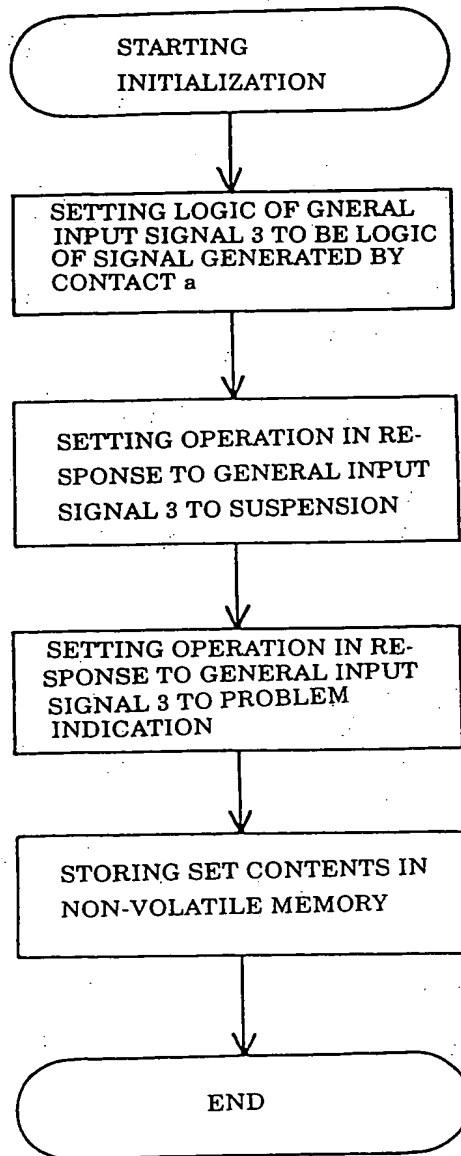 STARTING
INITIALIZATION
SETTING LOGIC OF GNERAL
INPUT SIGNAL 3 TO BE LOGIC
OF SIGNAL GENERATED BY
CONTACT a
SETTING OPERATION IN RE-
SPONSE TO GENERAL INPUT
SIGNAL 3 TO SUSPENSION
SETTING OPERATION IN RE-
SPONSE TO GENERAL INPUT
SIGNAL 3 TO PROBLEM
INDICATION
STORING SET CONTENTS IN
NON-VOLATILE MEMORY
END